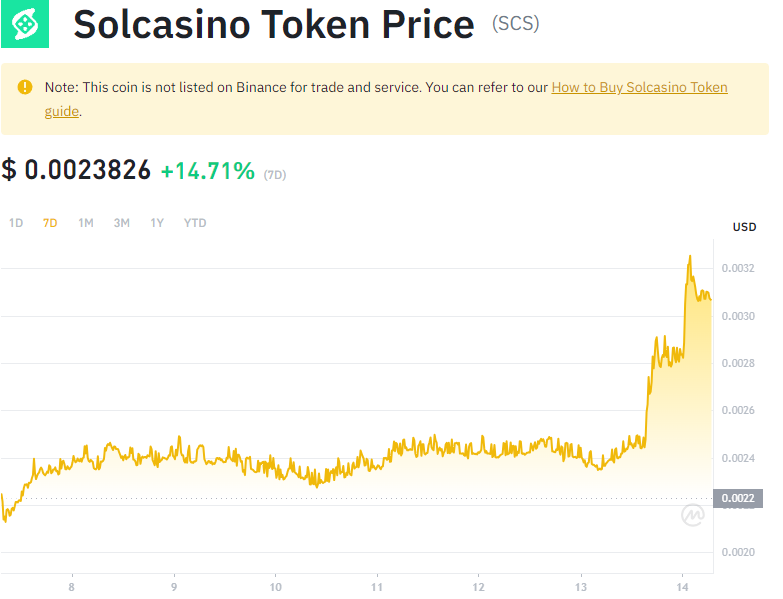 Solcasino Token Price (SCS)
Note: This coin is not listed on Binance for trade and service. You can refer to our How to Buy Solcasino Token
guide.
$ 0.0023826 +14.71% (7D)
1D 7D 1M 3M 1Y YTD
USD
0.0032
0.0030
0.0028
0.0026
0.0024
0.0022
0.0020
8 9 10 11 12 13 14